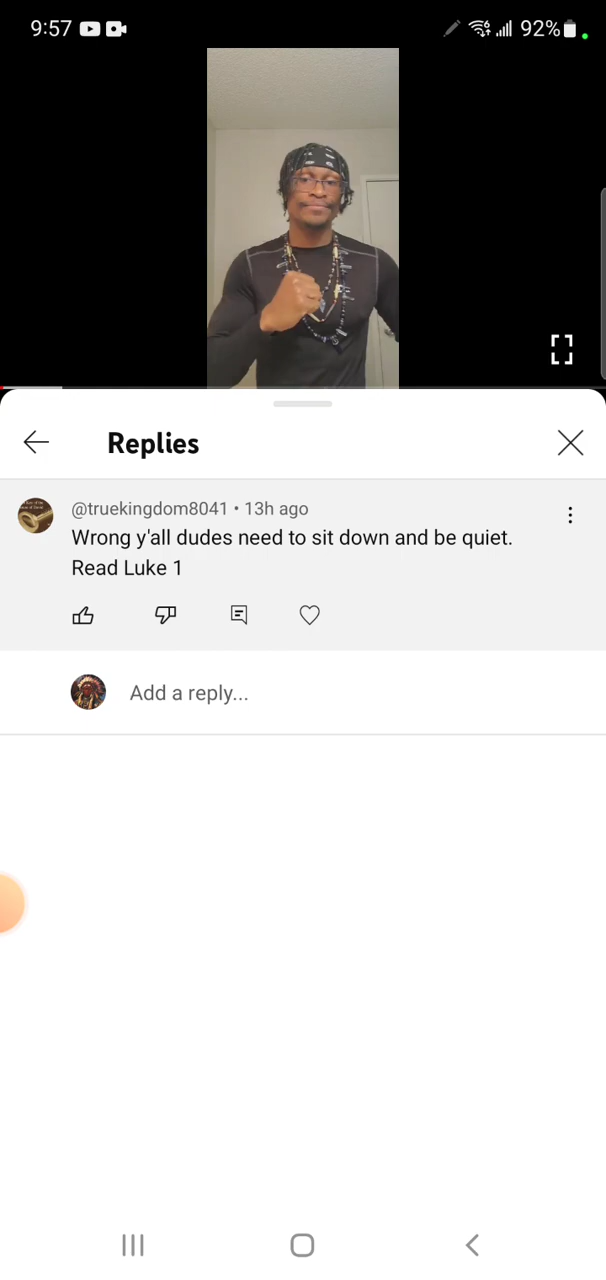 9:57
92%
Replies
@truekingdom8041 • 13h ago
Wrong y'all dudes need to sit down and be quiet.
Read Luke 1
Add a reply...